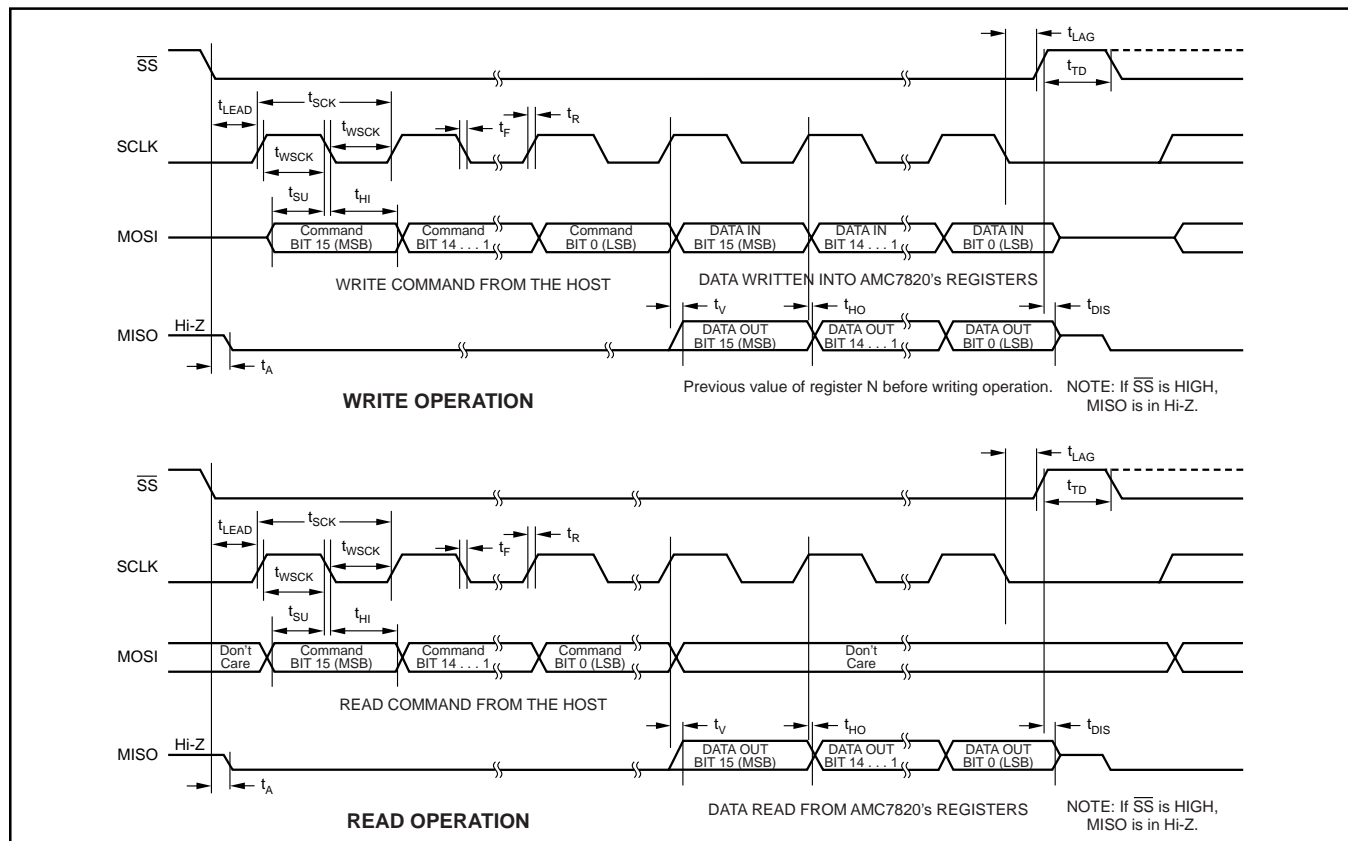 t_LAG
SS
t_TD
t_LEAD
t_SCK
t_WSCK
t_F
t_R
SCLK
t_WSCK
t_SU
t_HI
MOSI
Command BIT 15 (MSB)
Command BIT 14 . . . 1
Command BIT 0 (LSB)
DATA IN BIT 15 (MSB)
DATA IN BIT 14 . . . 1
DATA IN BIT 0 (LSB)
WRITE COMMAND FROM THE HOST
DATA WRITTEN INTO AMC7820's REGISTERS
t_V
t_HO
t_DIS
MISO
Hi-Z
DATA OUT BIT 15 (MSB)
DATA OUT BIT 14 . . . 1
DATA OUT BIT 0 (LSB)
t_A
Previous value of register N before writing operation.
NOTE: If SS is HIGH,
MISO is in Hi-Z.
WRITE OPERATION
t_LAG
SS
t_TD
t_LEAD
t_SCK
t_WSCK
t_F
t_R
SCLK
t_WSCK
t_SU
t_HI
MOSI
Don't Care
Command BIT 15 (MSB)
Command BIT 14 . . . 1
Command BIT 0 (LSB)
Don't Care
READ COMMAND FROM THE HOST
t_V
t_HO
t_DIS
MISO
Hi-Z
DATA OUT BIT 15 (MSB)
DATA OUT BIT 14 . . . 1
DATA OUT BIT 0 (LSB)
t_A
DATA READ FROM AMC7820's REGISTERS
NOTE: If SS is HIGH,
MISO is in Hi-Z.
READ OPERATION